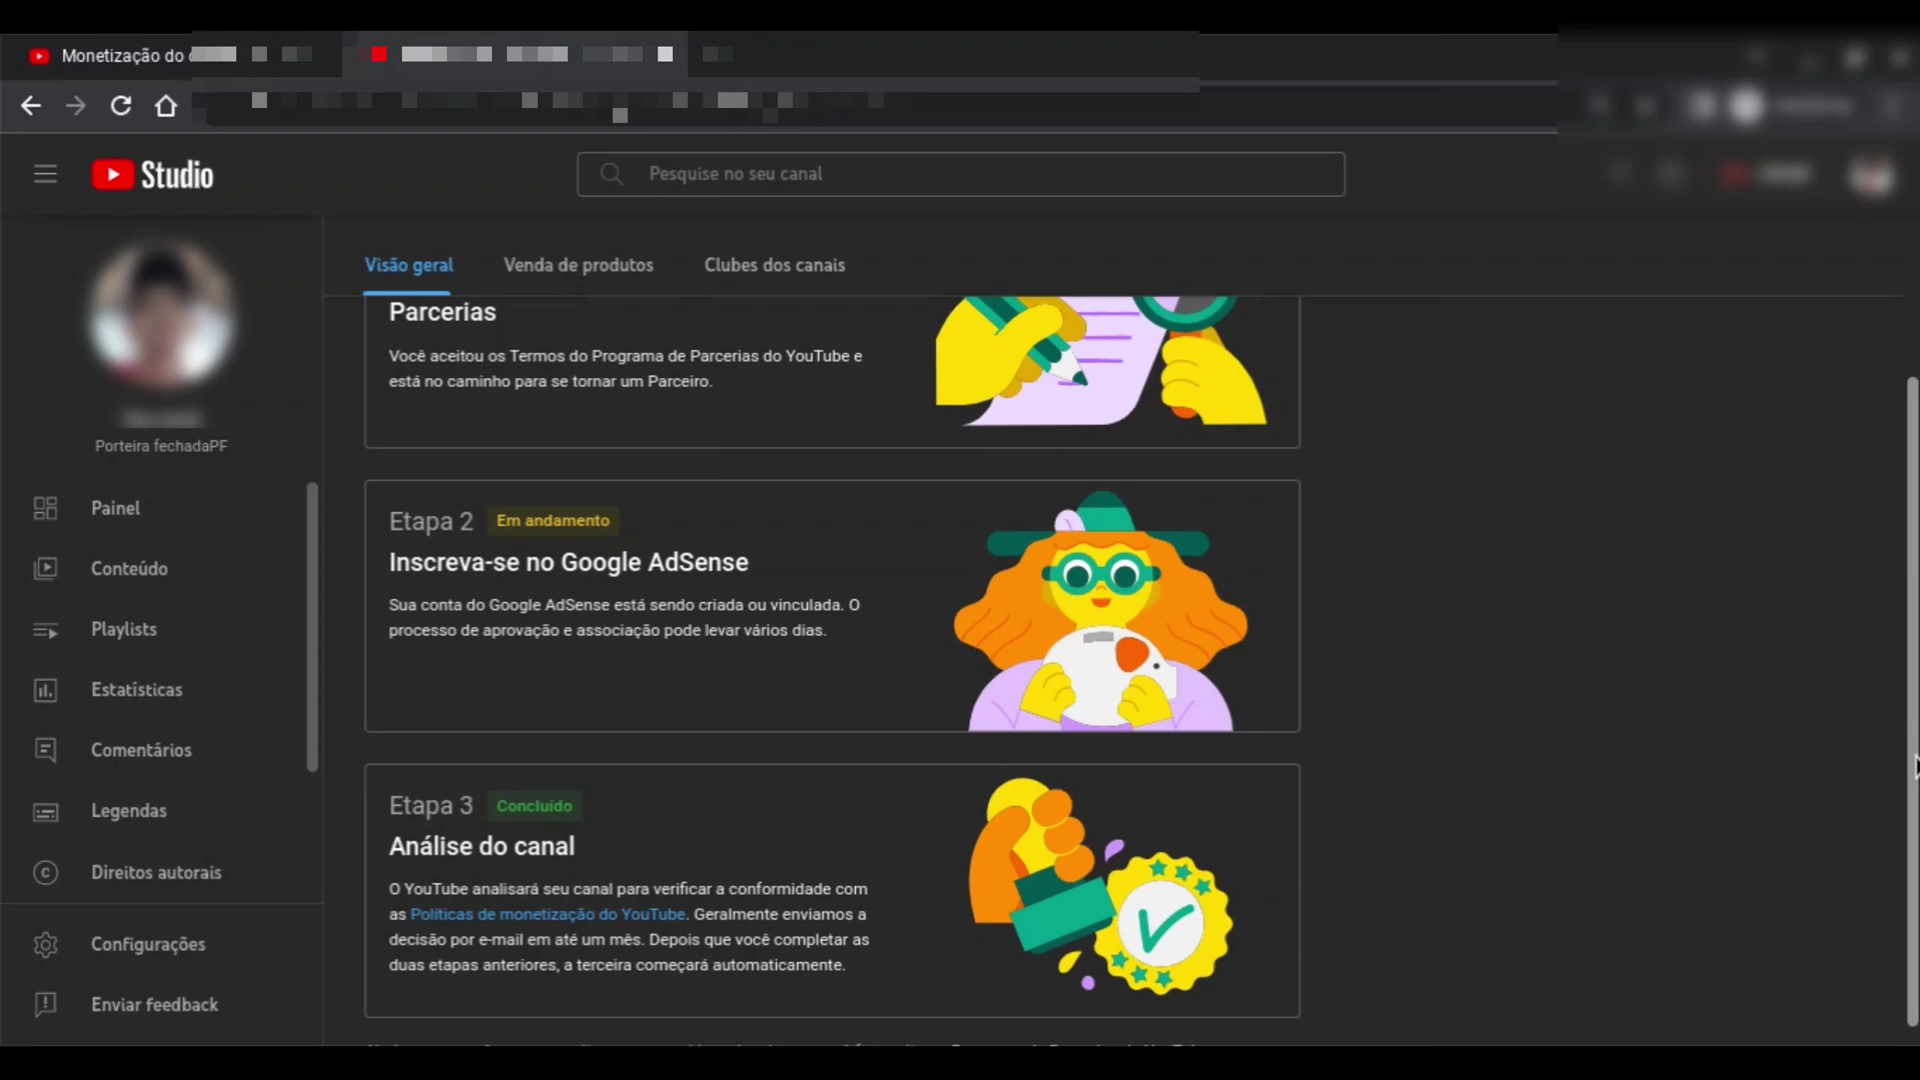 Monetização do
Studio
Pesquise no seu canal
Visão geral
Venda de produtos
Clubes dos canais
Porteira fechadaPF
Painel
Conteúdo
Playlists
Estatísticas
Comentários
Legendas
Direitos autorais
Configurações
Enviar feedback
Parcerias
Você aceitou os Termos do Programa de Parcerias do YouTube e
está no caminho para se tornar um Parceiro.
Etapa 2 Em andamento
Inscreva-se no Google AdSense
Sua conta do Google AdSense está sendo criada ou vinculada. O
processo de aprovação e associação pode levar vários dias.
Etapa 3 Concluído
Análise do canal
O YouTube analisará seu canal para verificar a conformidade com
as Políticas de monetização do YouTube. Geralmente enviamos a
decisão por e-mail em até um mês. Depois que você completar as
duas etapas anteriores, a terceira começará automaticamente.